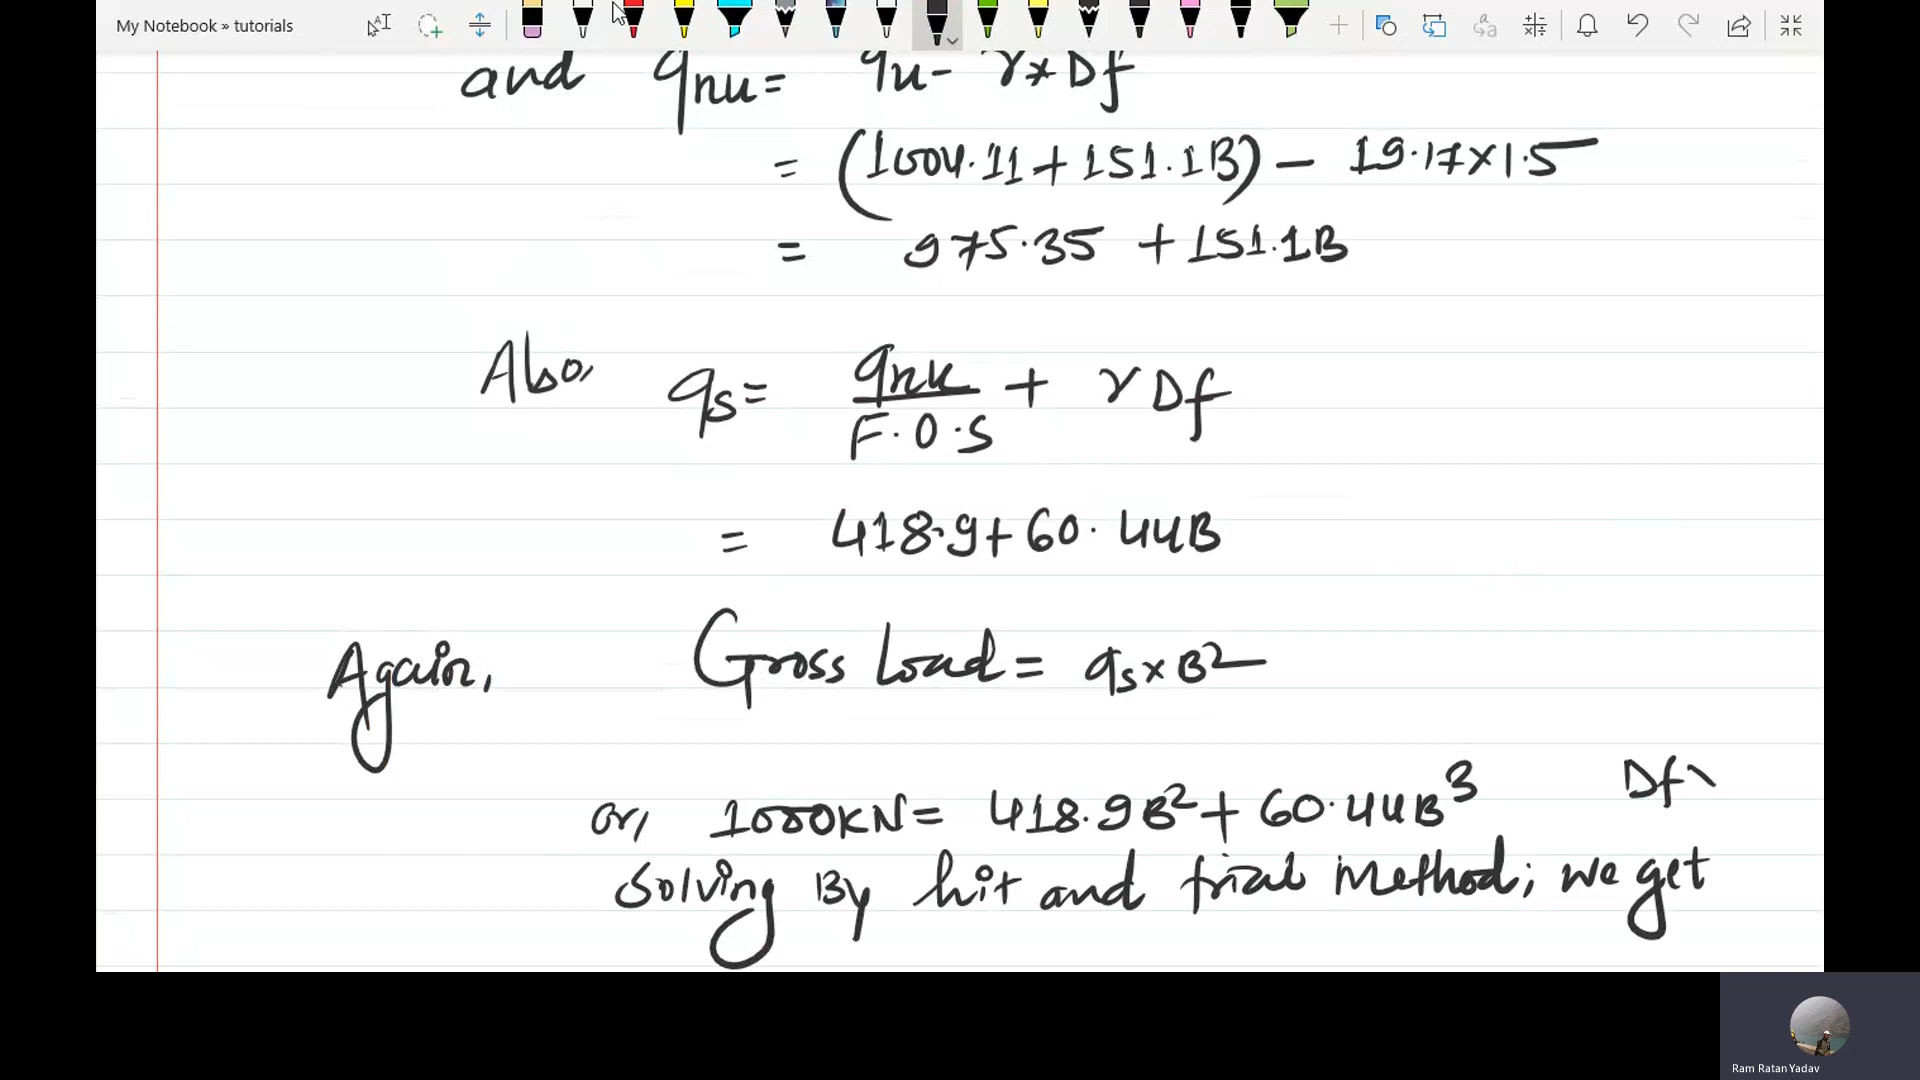 My Notebook » tutorials
and qnu = qu - γ * Df
= (1004.11 + 151.1B) - 19.17 × 1.5
= 975.35 + 151.1B
Also, qs = qnu / F.O.S + γ Df
= 418.9 + 60.44B
Again, Gross Load = qs × B²
or, 1000KN = 418.9B² + 60.44B³ Df
Solving By hit and trial Method; we get
Ram Ratan Yadav